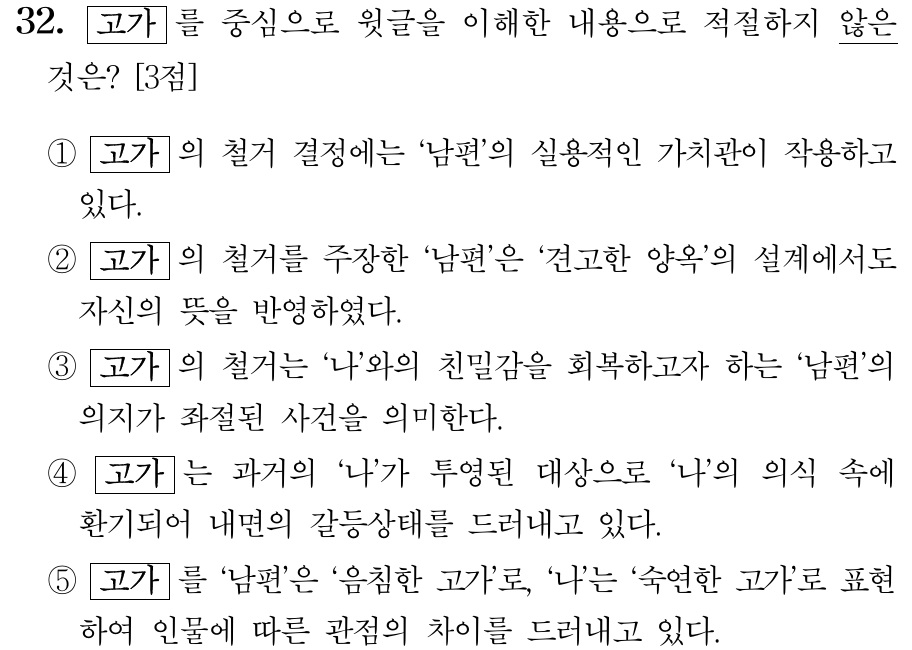 32. 고가 를 중심으로 윗글을 이해한 내용으로 적절하지 않은
것은? [3점]
① 고가 의 철거 결정에는 ‘남편’의 실용적인 가치관이 작용하고
있다.
② 고가 의 철거를 주장한 ‘남편’은 ‘견고한 양옥’의 설계에서도
자신의 뜻을 반영하였다.
③ 고가 의 철거는 ‘나’와의 친밀감을 회복하고자 하는 ‘남편’의
의지가 좌절된 사건을 의미한다.
④ 고가 는 과거의 ‘나’가 투영된 대상으로 ‘나’의 의식 속에
환기되어 내면의 갈등상태를 드러내고 있다.
⑤ 고가 를 ‘남편’은 ‘음침한 고가’로, ‘나’는 ‘숙연한 고가’로 표현
하여 인물에 따른 관점의 차이를 드러내고 있다.